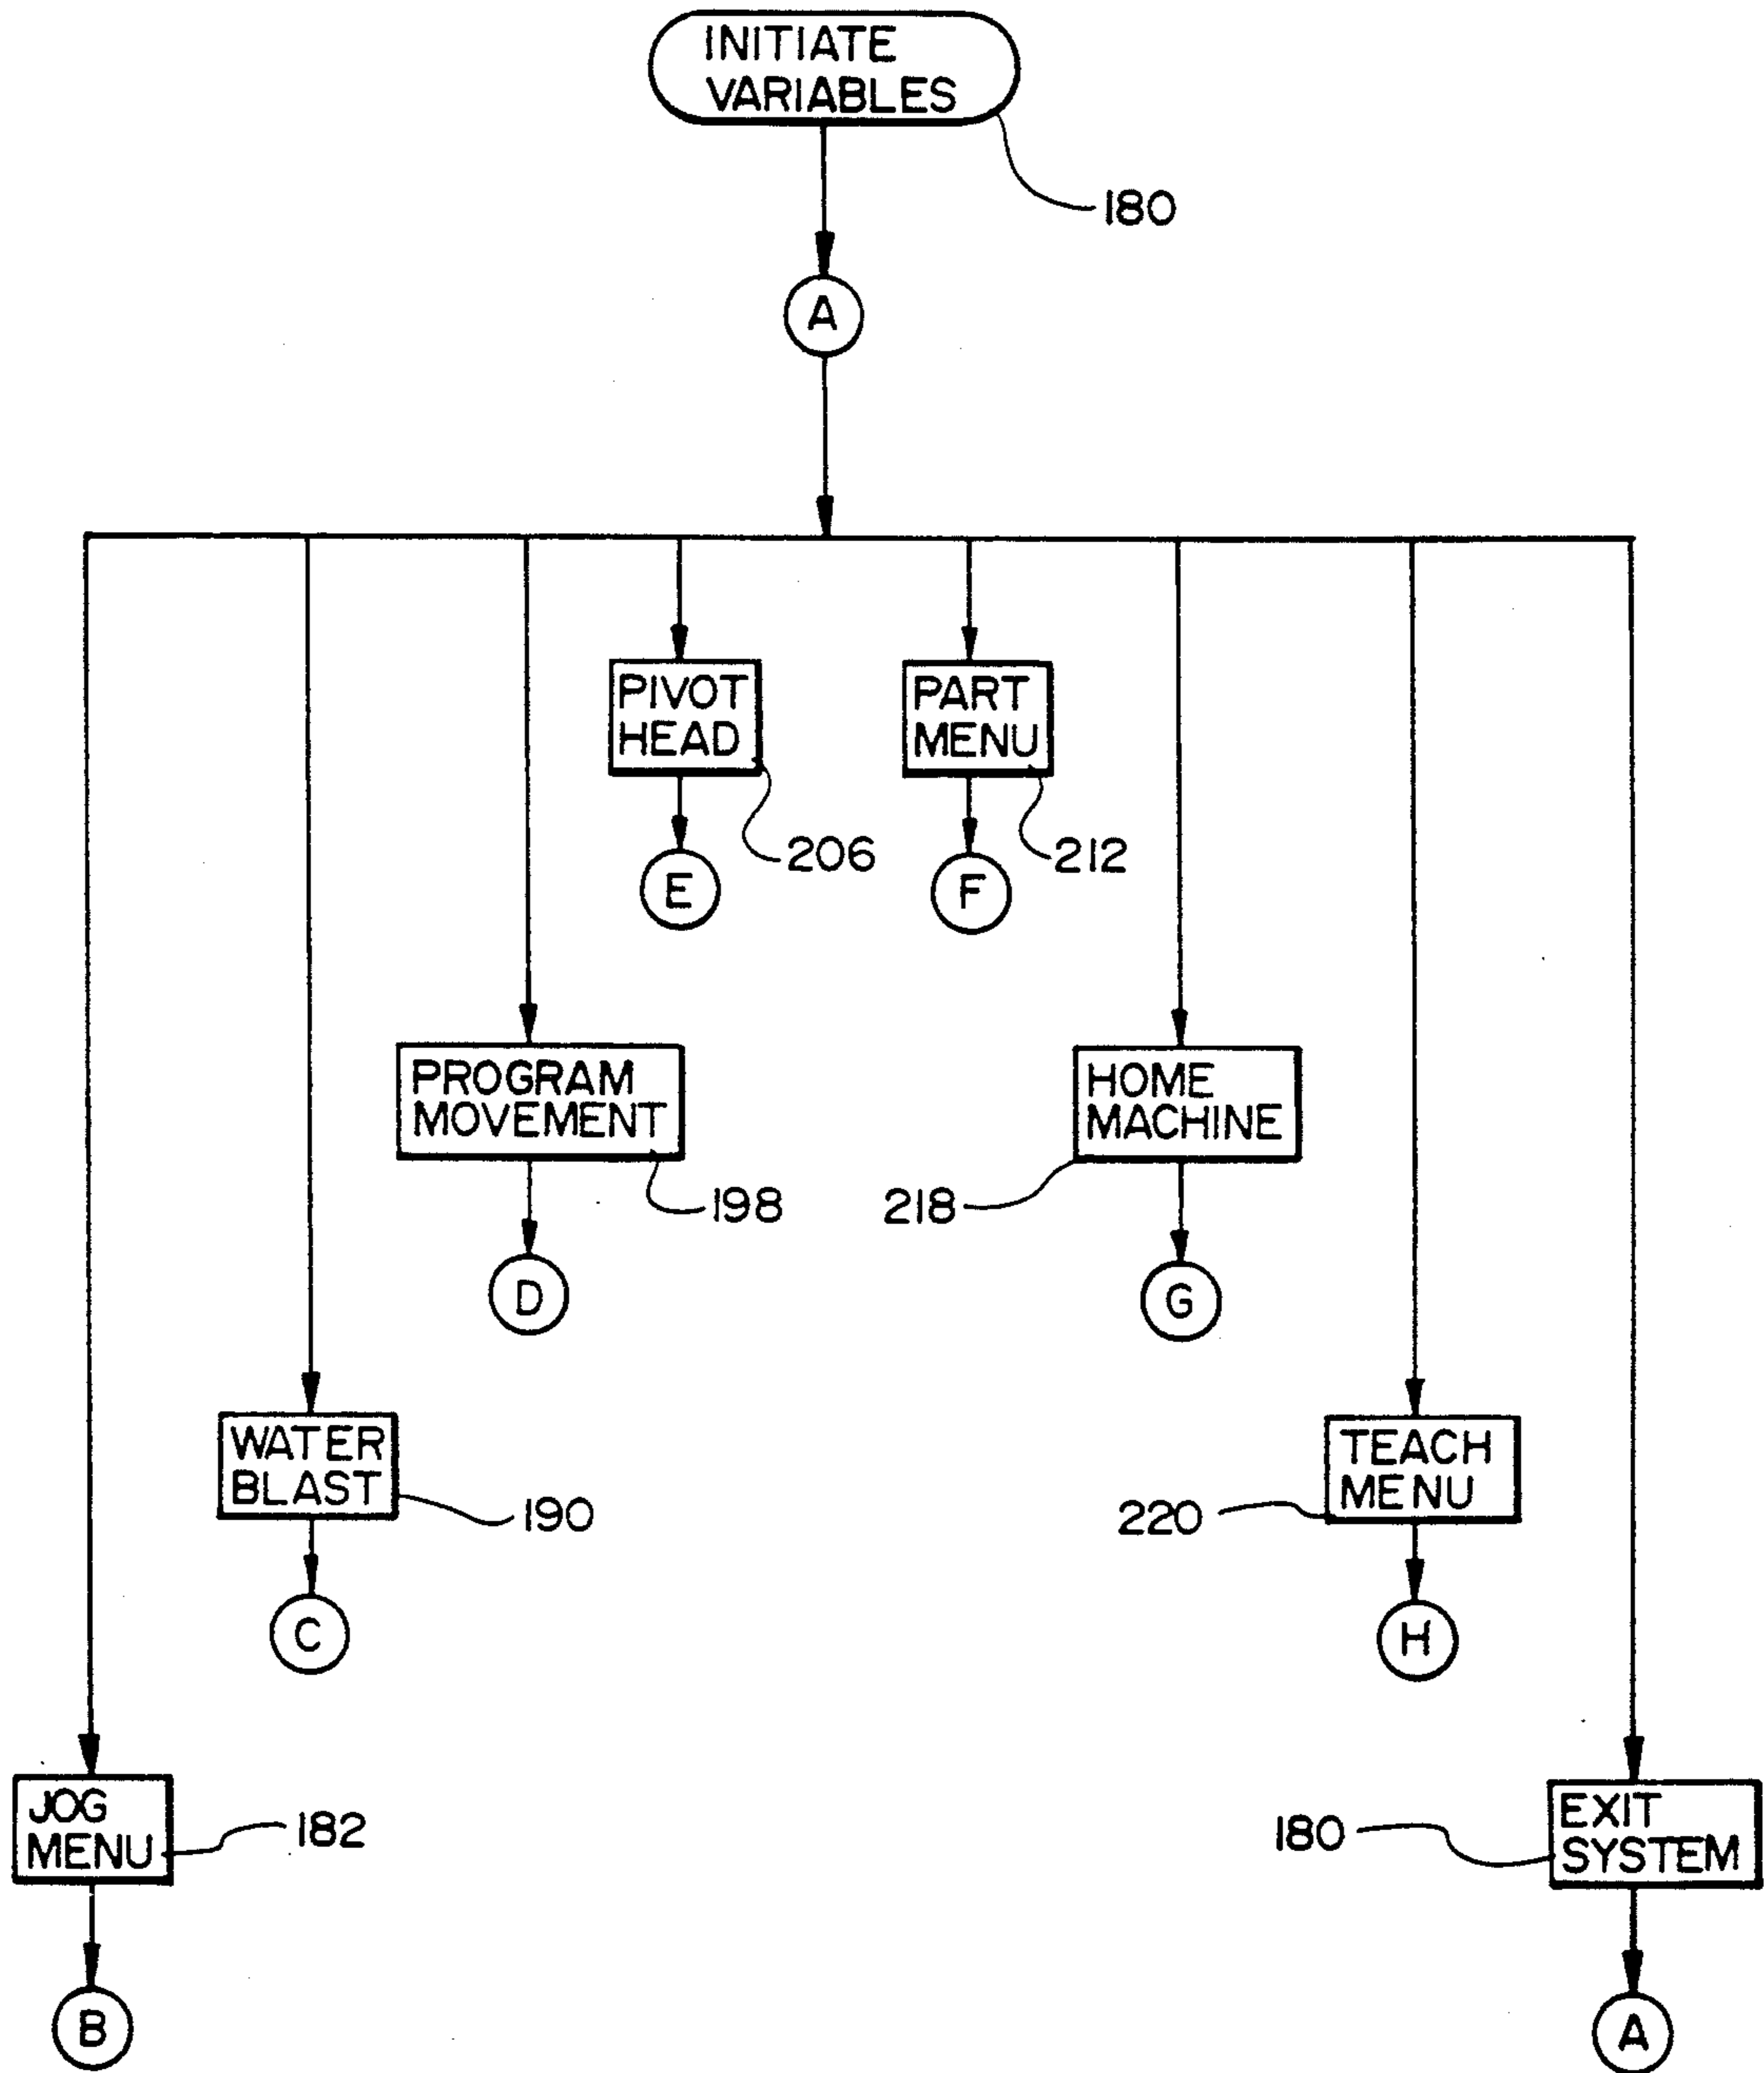 INITIATE
VARIABLES
180
A
PIVOT
HEAD
206
E
PART
MENU
212
F
PROGRAM
MOVEMENT
198
D
HOME
MACHINE
218
G
WATER
BLAST
190
C
TEACH
MENU
220
H
JOG
MENU
182
B
EXIT
SYSTEM
180
A